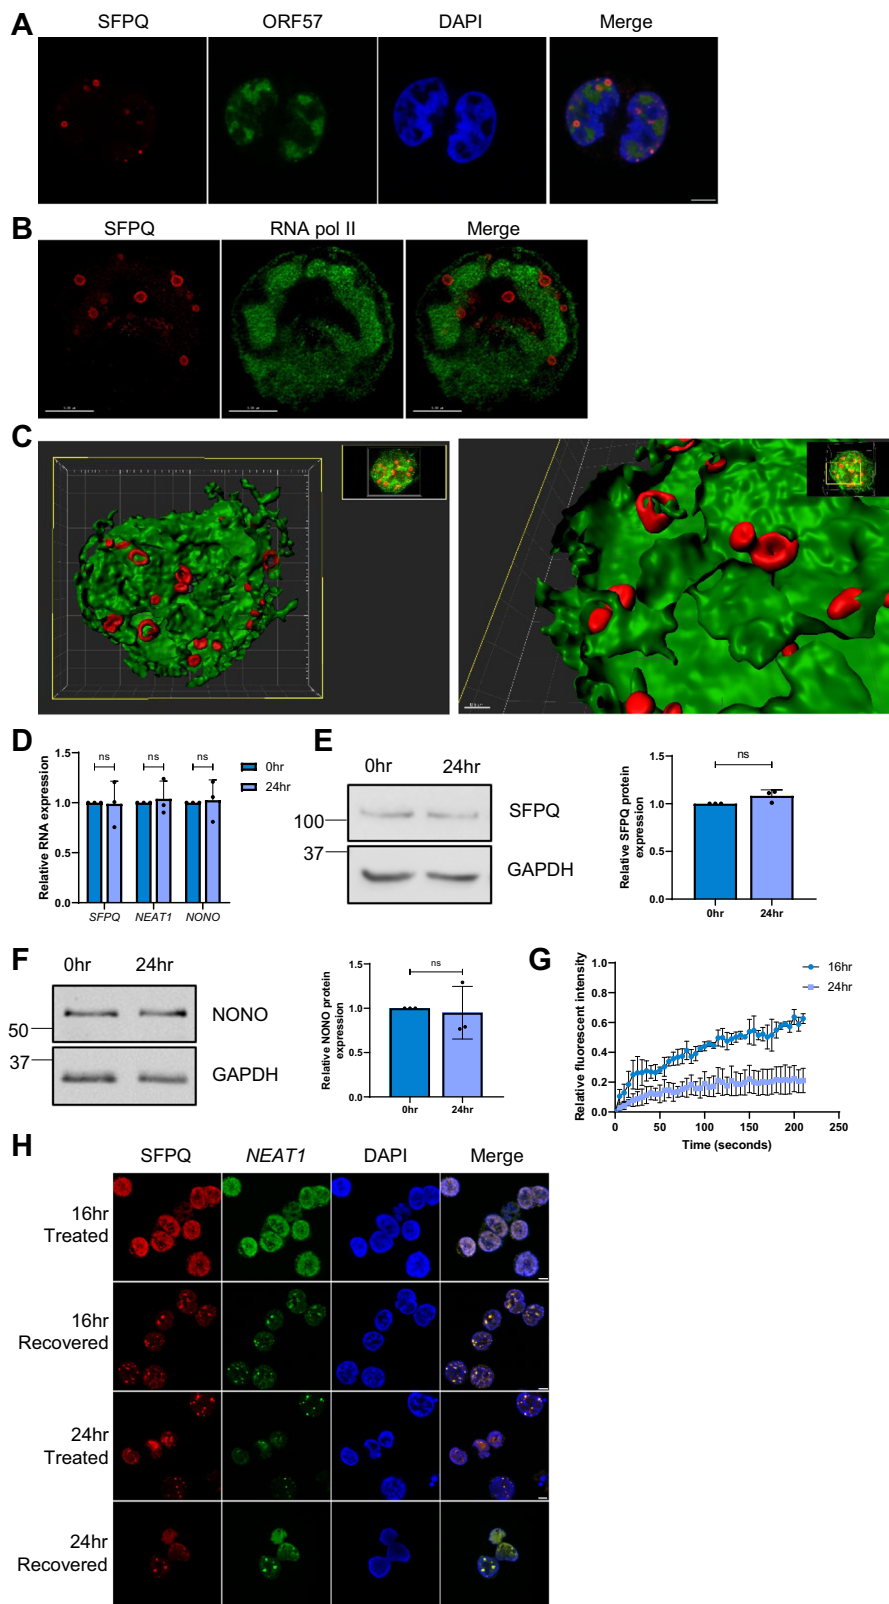 A
SFPQ ORF57 DAPI Merge
B
SFPQ RNA pol II Merge
C
D
Relative RNA expression
1.5
1.0
0.5
0.0
ns ns ns
SFPQ NEAT1 NONO
0hr
24hr
E
0hr 24hr
100
37
SFPQ
GAPDH
Relative SFPQ protein
expression
1.5
1.0
0.5
0.0
ns
0hr 24hr
F
0hr 24hr
50
37
NONO
GAPDH
Relative NONO protein
expression
1.5
1.0
0.5
0.0
ns
0hr 24hr
G
Relative fluorescent intensity
1.0
0.8
0.6
0.4
0.2
0.0
0 50 100 150 200 250
Time (seconds)
16hr
24hr
H
SFPQ NEAT1 DAPI Merge
16hr
Treated
16hr
Recovered
24hr
Treated
24hr
Recovered